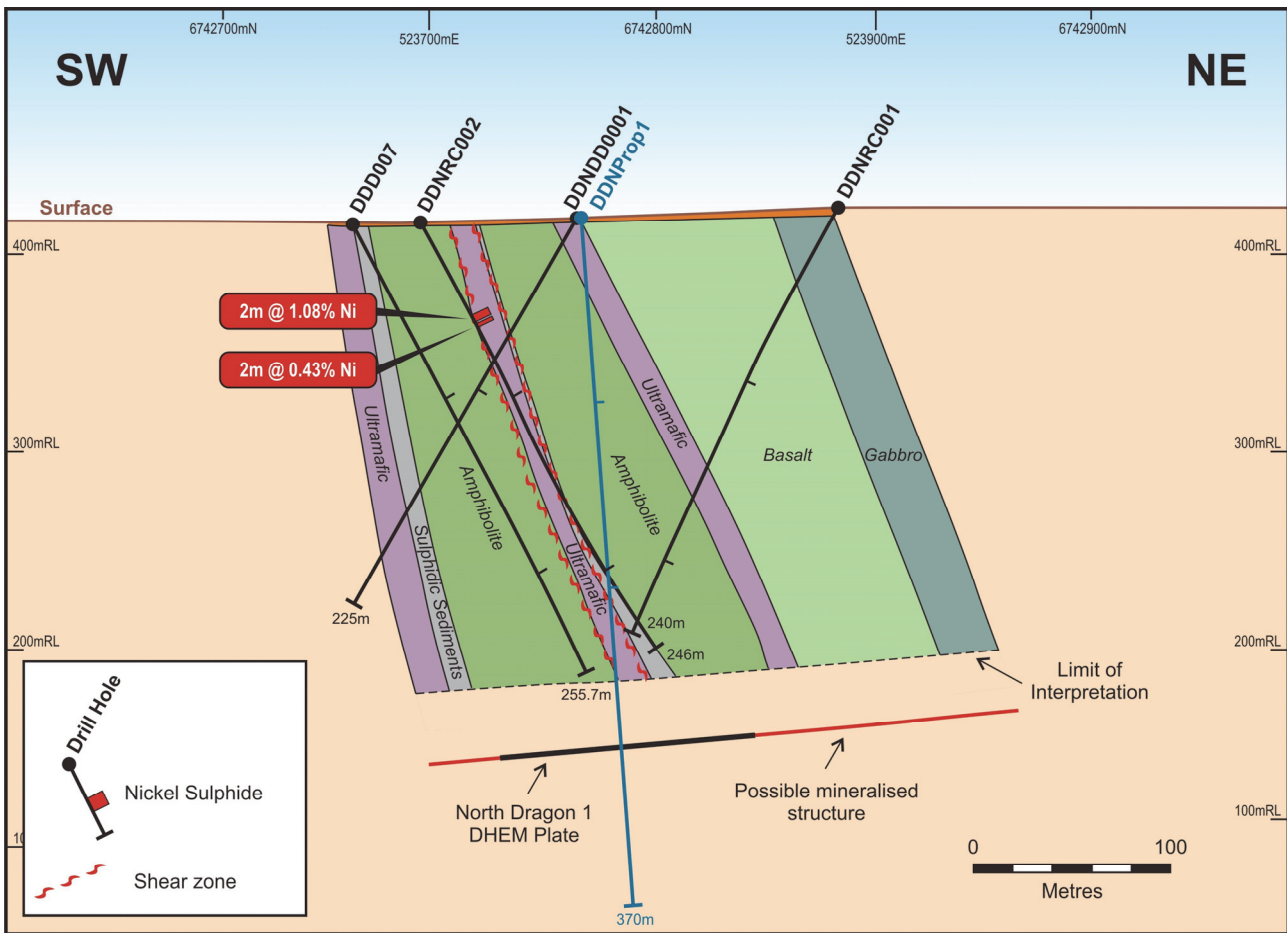 6742700mN
523700mE
6742800mN
523900mE
6742900mN
SW
NE
DDD007
DDNRC002
DDNDD0001
DDNProp1
DDNRC001
Surface
400mRL
400mRL
2m @ 1.08% Ni
2m @ 0.43% Ni
Ultramafic
Sulphidic Sediments
Amphibolite
Ultramafic
Amphibolite
Ultramafic
Basalt
Gabbro
300mRL
300mRL
225m
240m
246m
255.7m
200mRL
200mRL
Limit of
Interpretation
North Dragon 1
DHEM Plate
Possible mineralised
structure
100mRL
10
370m
Drill Hole
Nickel Sulphide
Shear zone
0
100
Metres